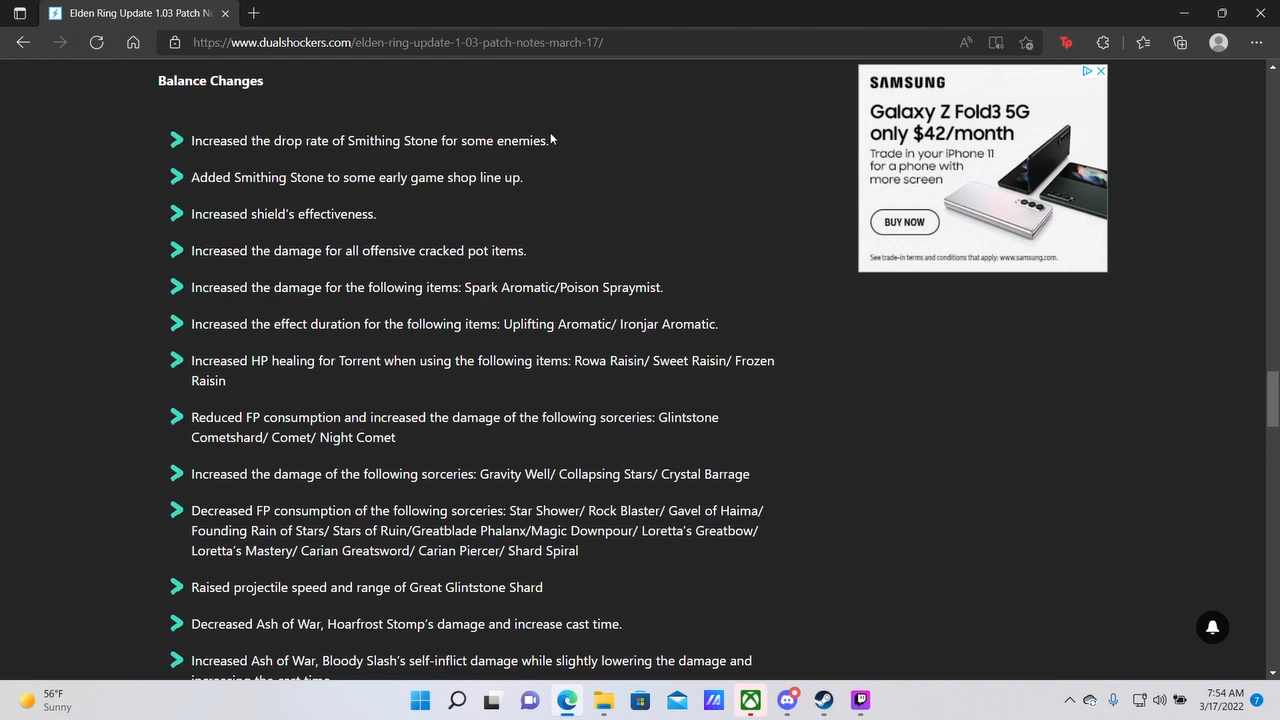 Elden Ring Update 1.03 Patch No
https://www.dualshockers.com/elden-ring-update-1-03-patch-notes-march-17/
Balance Changes
Increased the drop rate of Smithing Stone for some enemies.
Added Smithing Stone to some early game shop line up.
Increased shield's effectiveness.
Increased the damage for all offensive cracked pot items.
Increased the damage for the following items: Spark Aromatic/Poison Spraymist.
Increased the effect duration for the following items: Uplifting Aromatic/ Ironjar Aromatic.
Increased HP healing for Torrent when using the following items: Rowa Raisin/ Sweet Raisin/ Frozen
Raisin
Reduced FP consumption and increased the damage of the following sorceries: Glintstone
Cometshard/ Comet/ Night Comet
Increased the damage of the following sorceries: Gravity Well/ Collapsing Stars/ Crystal Barrage
Decreased FP consumption of the following sorceries: Star Shower/ Rock Blaster/ Gavel of Haima/
Founding Rain of Stars/ Stars of Ruin/Greatblade Phalanx/Magic Downpour/ Loretta's Greatbow/
Loretta's Mastery/ Carian Greatsword/ Carian Piercer/ Shard Spiral
Raised projectile speed and range of Great Glintstone Shard
Decreased Ash of War, Hoarfrost Stomp's damage and increase cast time.
Increased Ash of War, Bloody Slash's self-inflict damage while slightly lowering the damage and
increasing the cast time.
SAMSUNG
Galaxy Z Fold3 5G
only $42/month
Trade in your iPhone 11
for a phone with
more screen
BUY NOW
See trade-in terms and conditions that apply: www.samsung.com.
56°F
Sunny
7:54 AM
3/17/2022
7